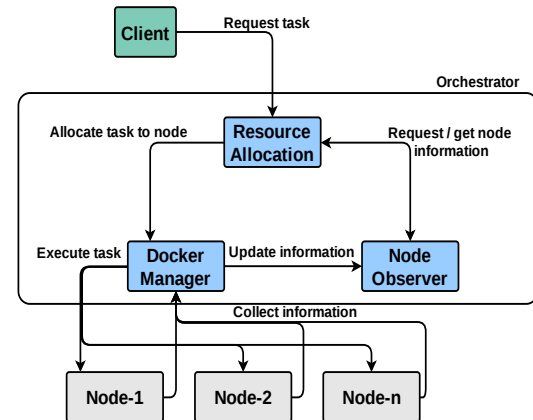 Client
Request task
Orchestrator
Allocate task to node
Resource
Allocation
Request / get node
information
Execute task
Docker
Manager
Update information
Node
Observer
Collect information
Node-1
Node-2
Node-n